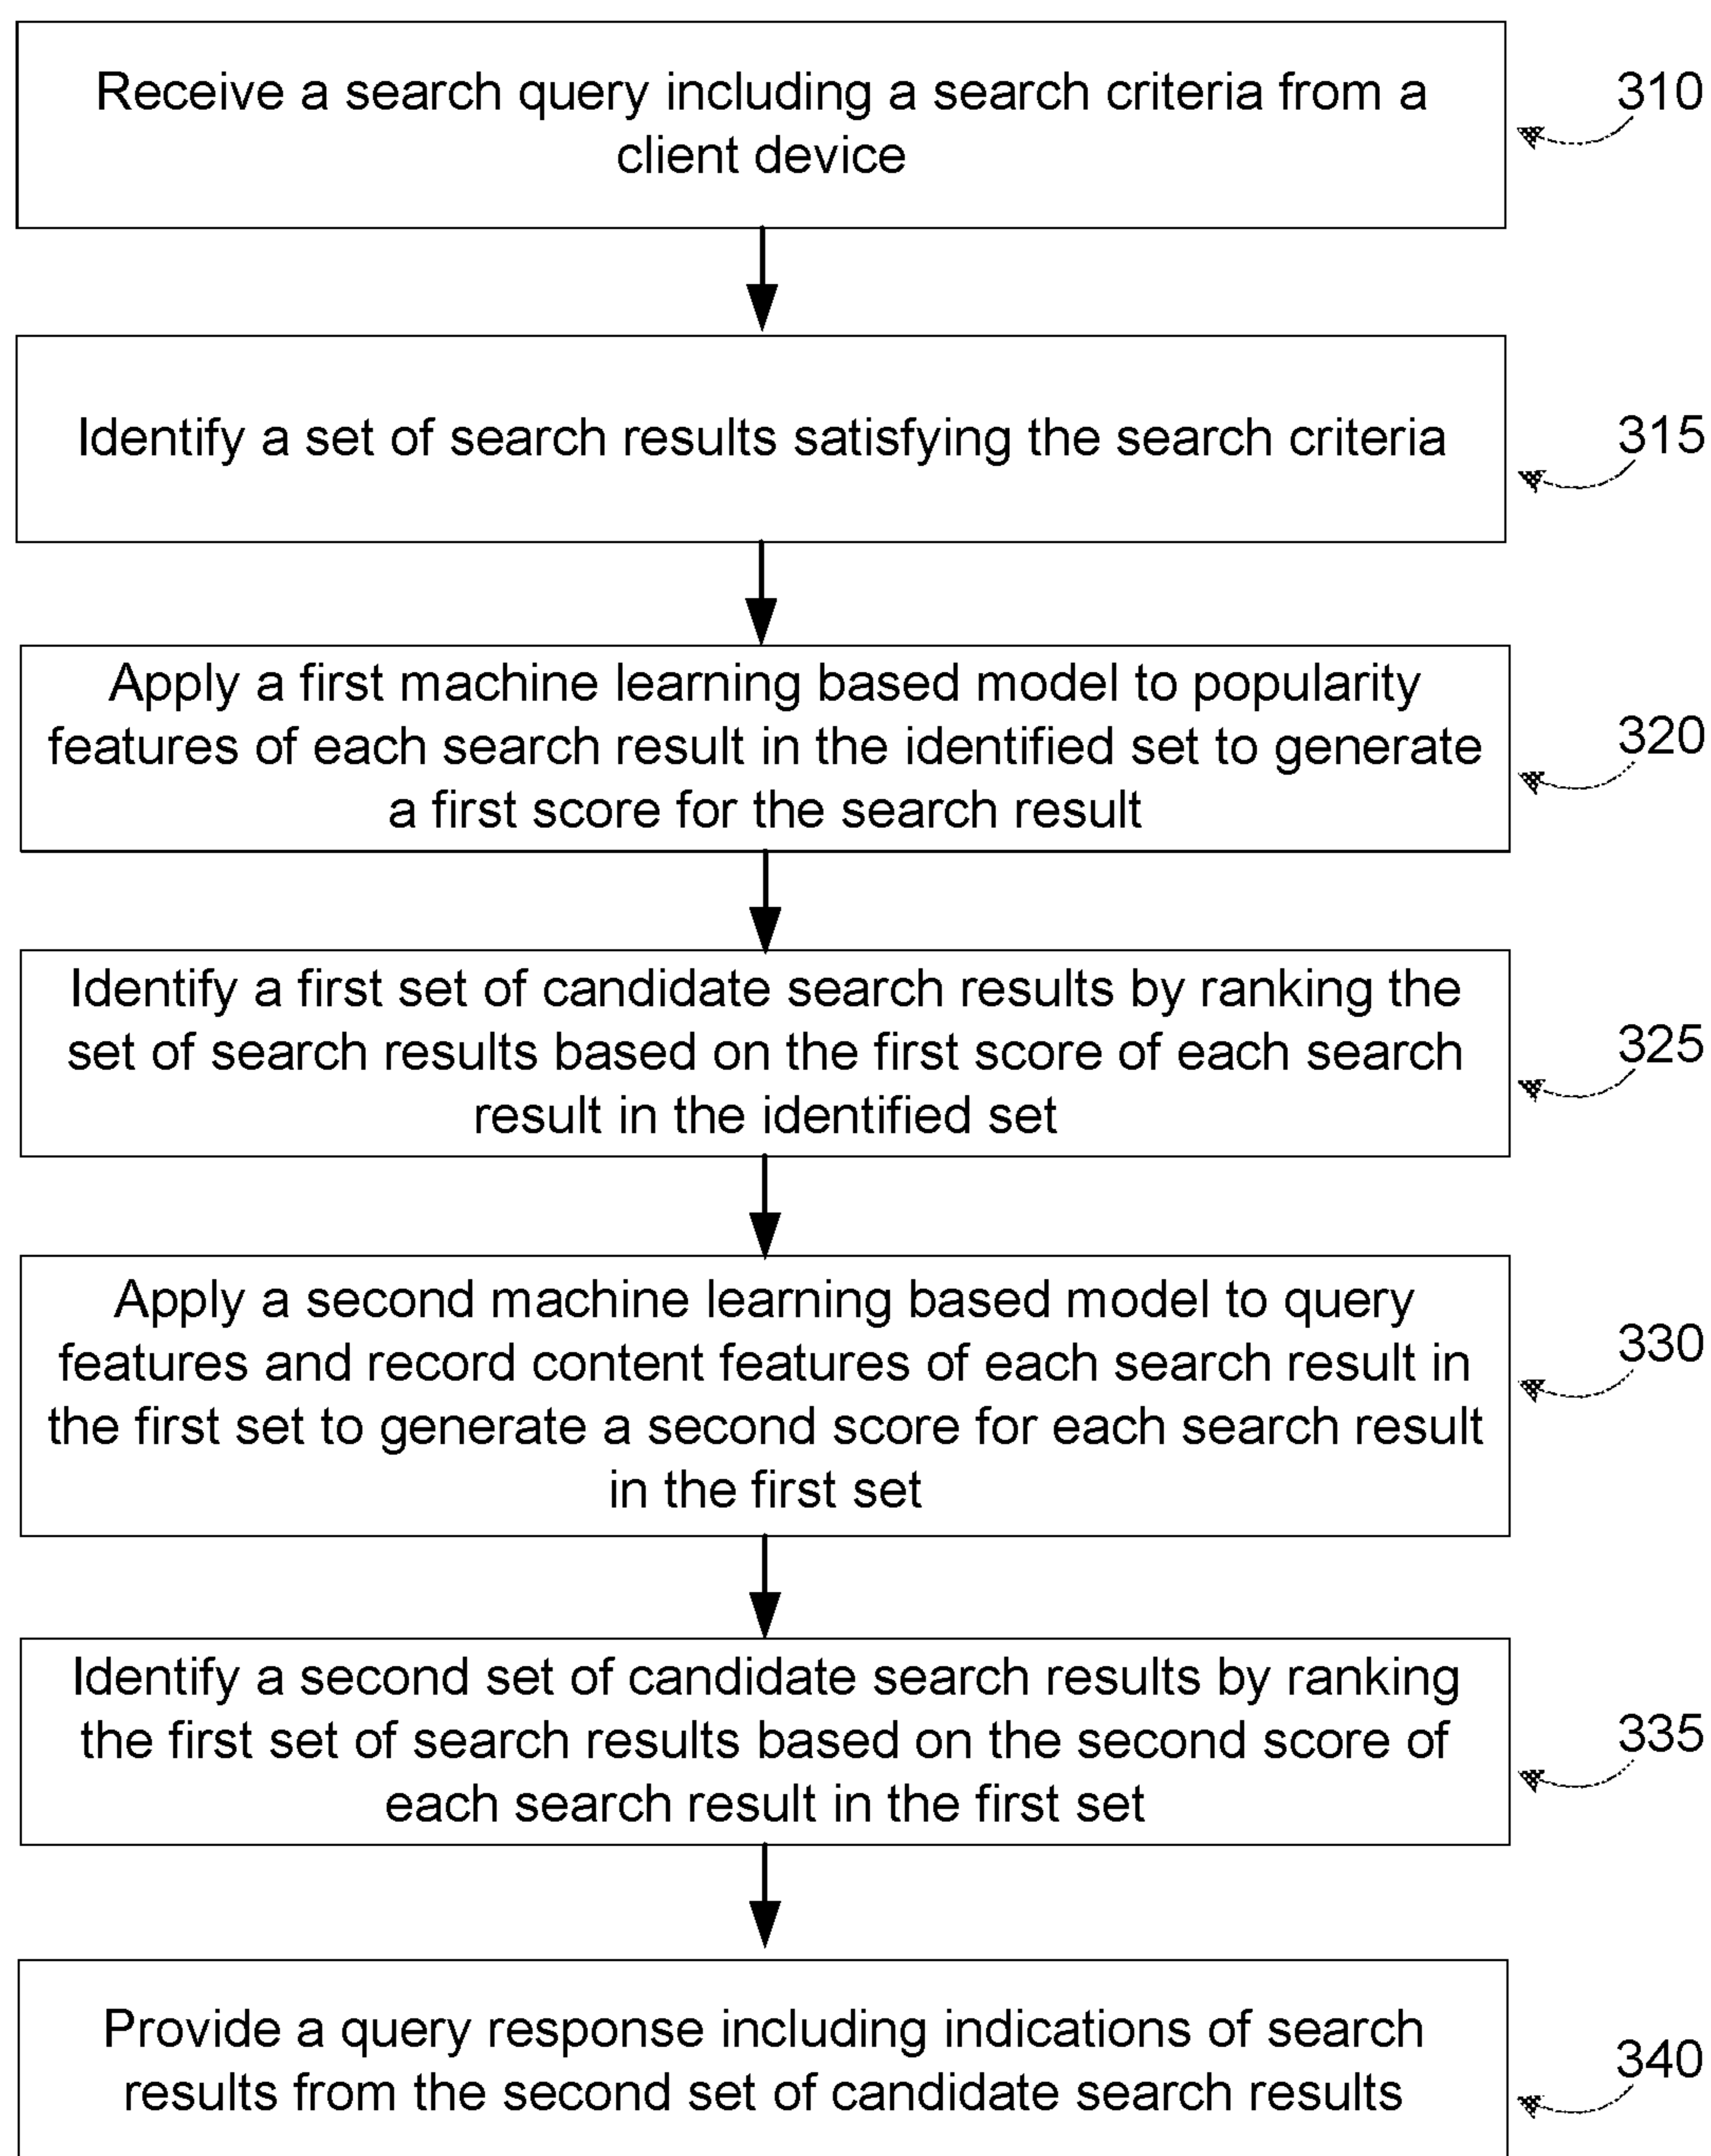 Receive a search query including a search criteria from a
client device
310
Identify a set of search results satisfying the search criteria
315
Apply a first machine learning based model to popularity
features of each search result in the identified set to generate
a first score for the search result
320
Identify a first set of candidate search results by ranking the
set of search results based on the first score of each search
result in the identified set
325
Apply a second machine learning based model to query
features and record content features of each search result in
the first set to generate a second score for each search result
in the first set
330
Identify a second set of candidate search results by ranking
the first set of search results based on the second score of
each search result in the first set
335
Provide a query response including indications of search
results from the second set of candidate search results
340